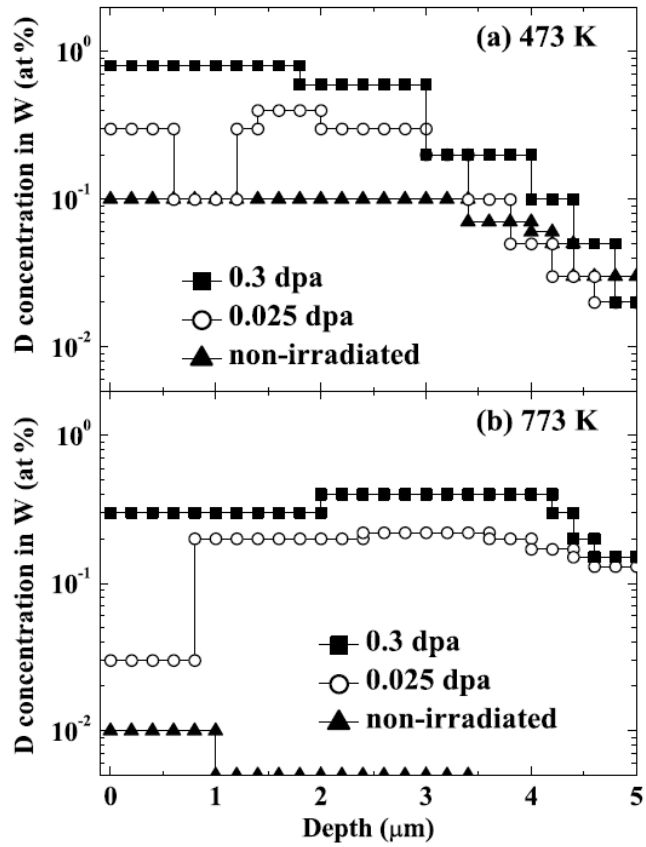 (a) 473 K
D concentration in W (at %)
10⁰
10⁻¹
10⁻²
0.3 dpa
0.025 dpa
non-irradiated
(b) 773 K
D concentration in W (at %)
10⁰
10⁻¹
10⁻²
0.3 dpa
0.025 dpa
non-irradiated
0 1 2 3 4 5
Depth (μm)